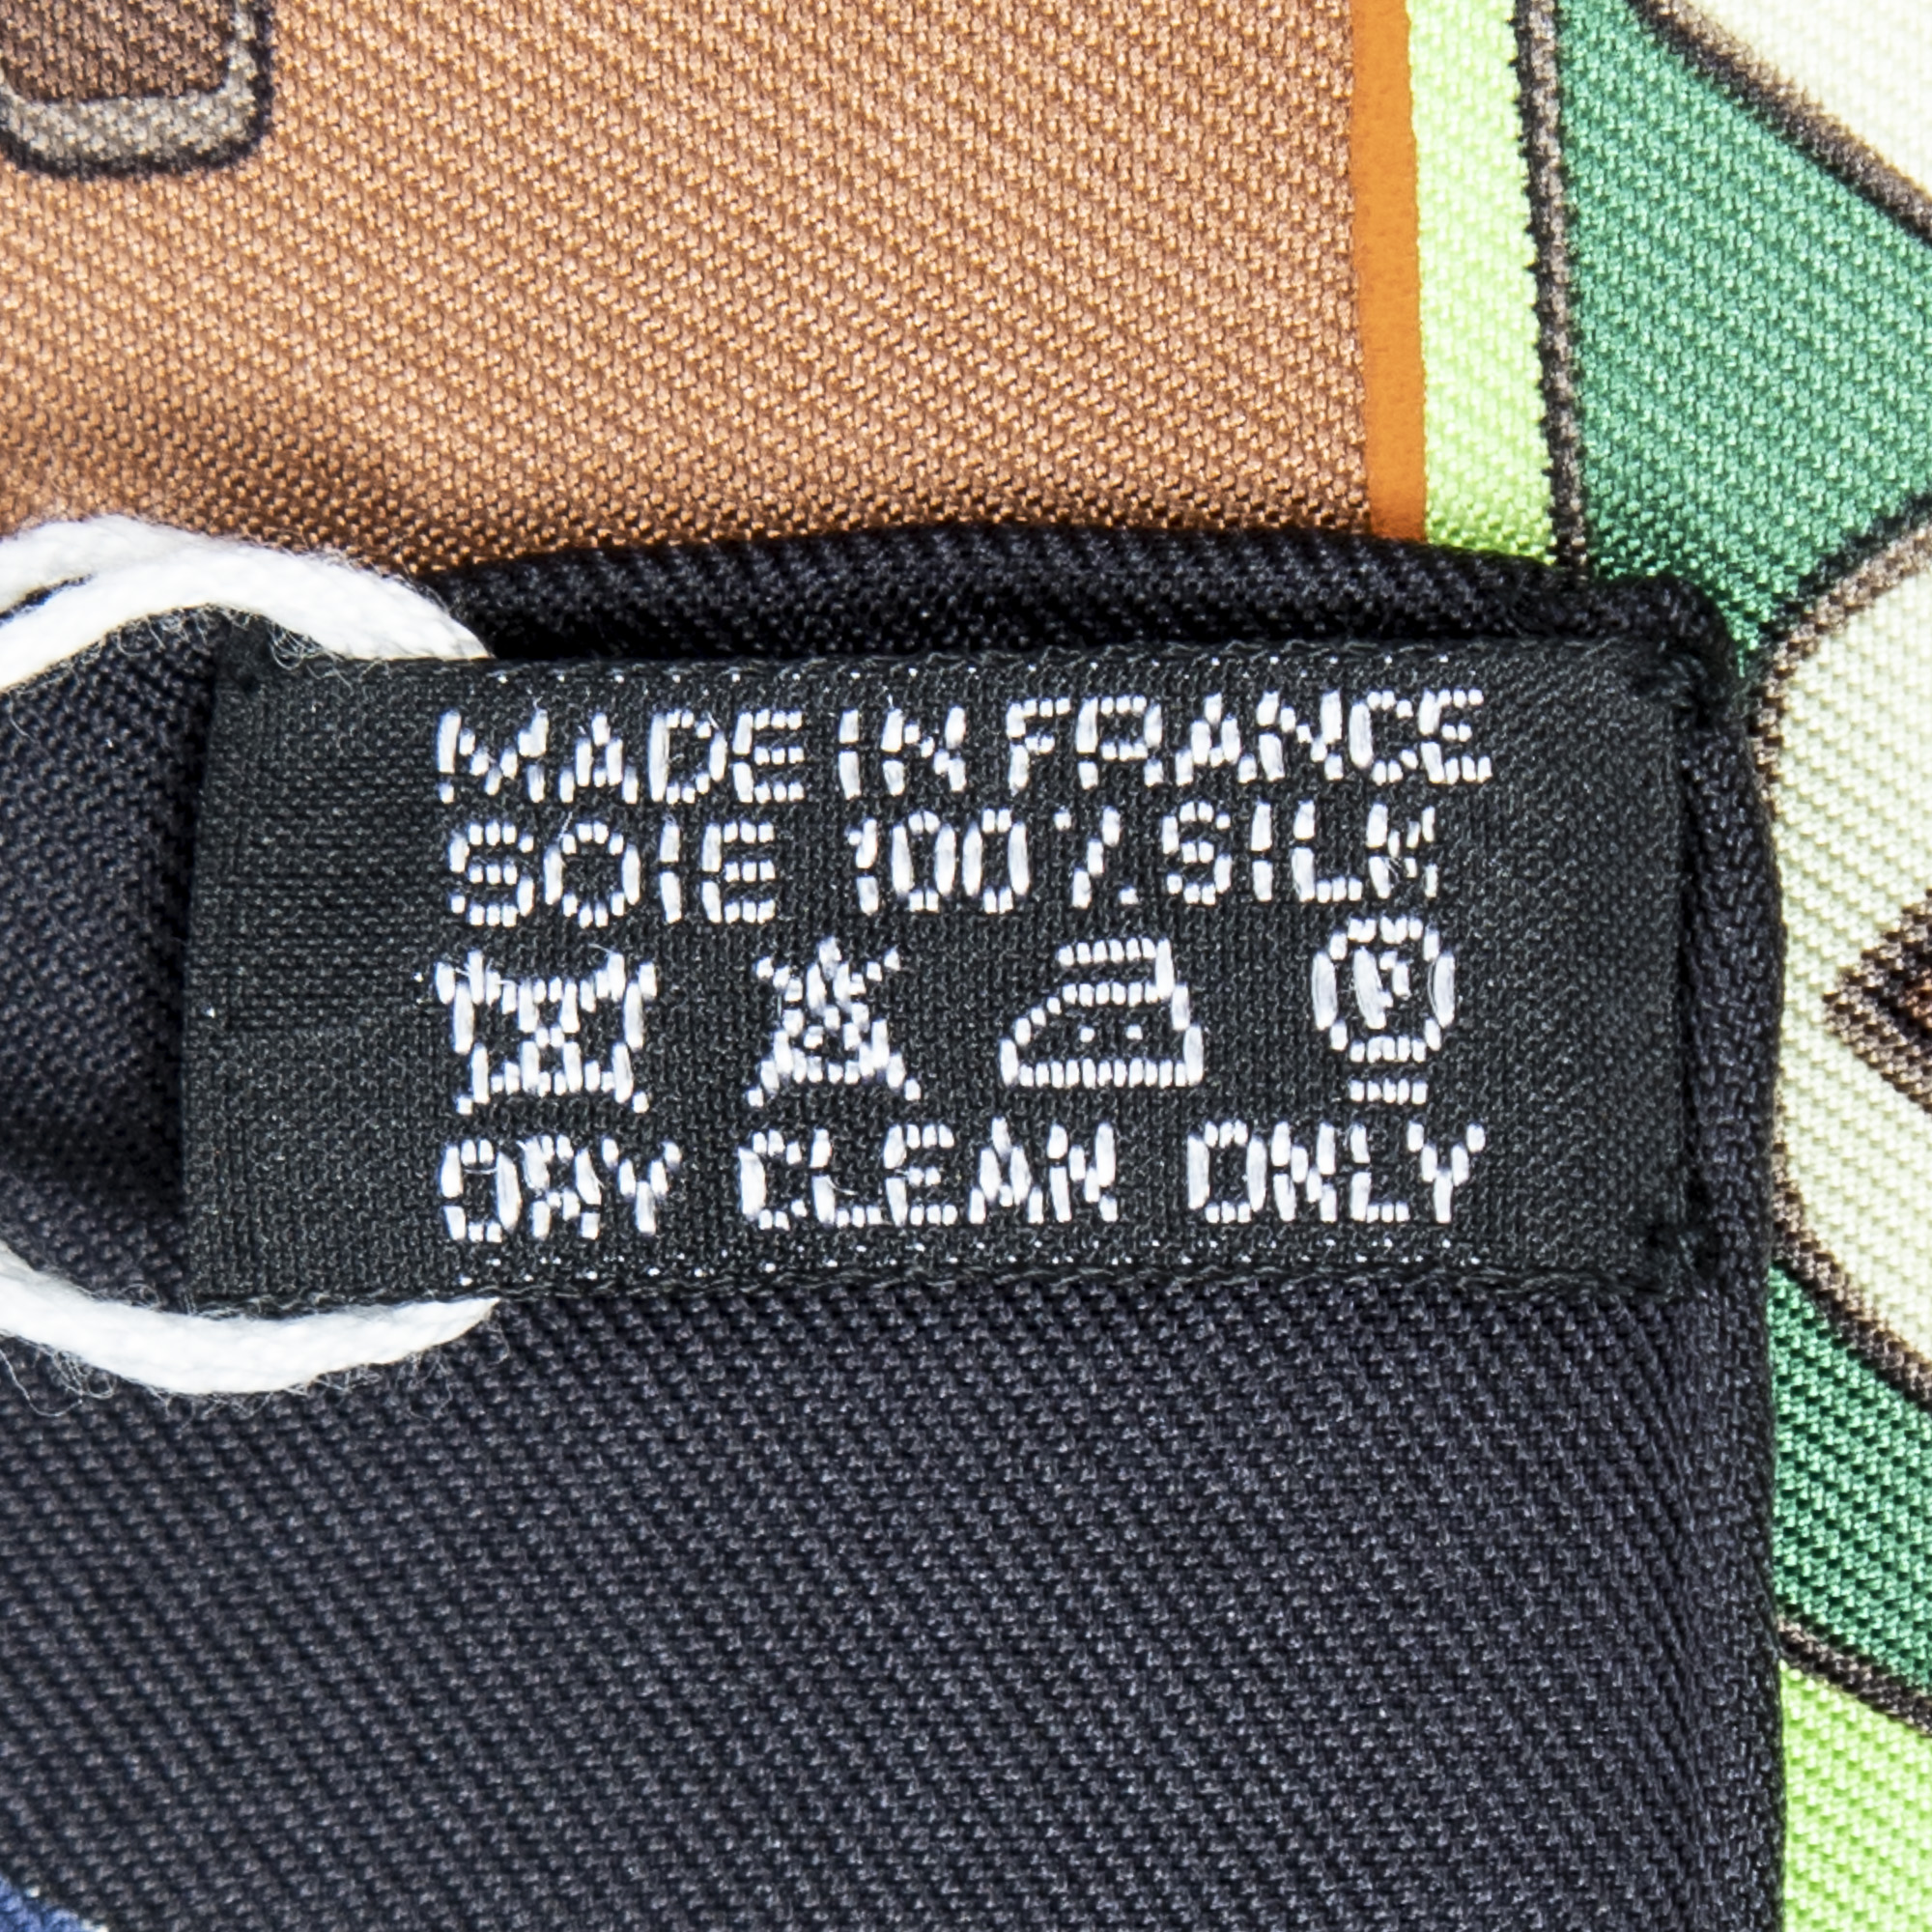 MADE IN FRANCE
SOIE 100% SILK
P
DRY CLEAN ONLY